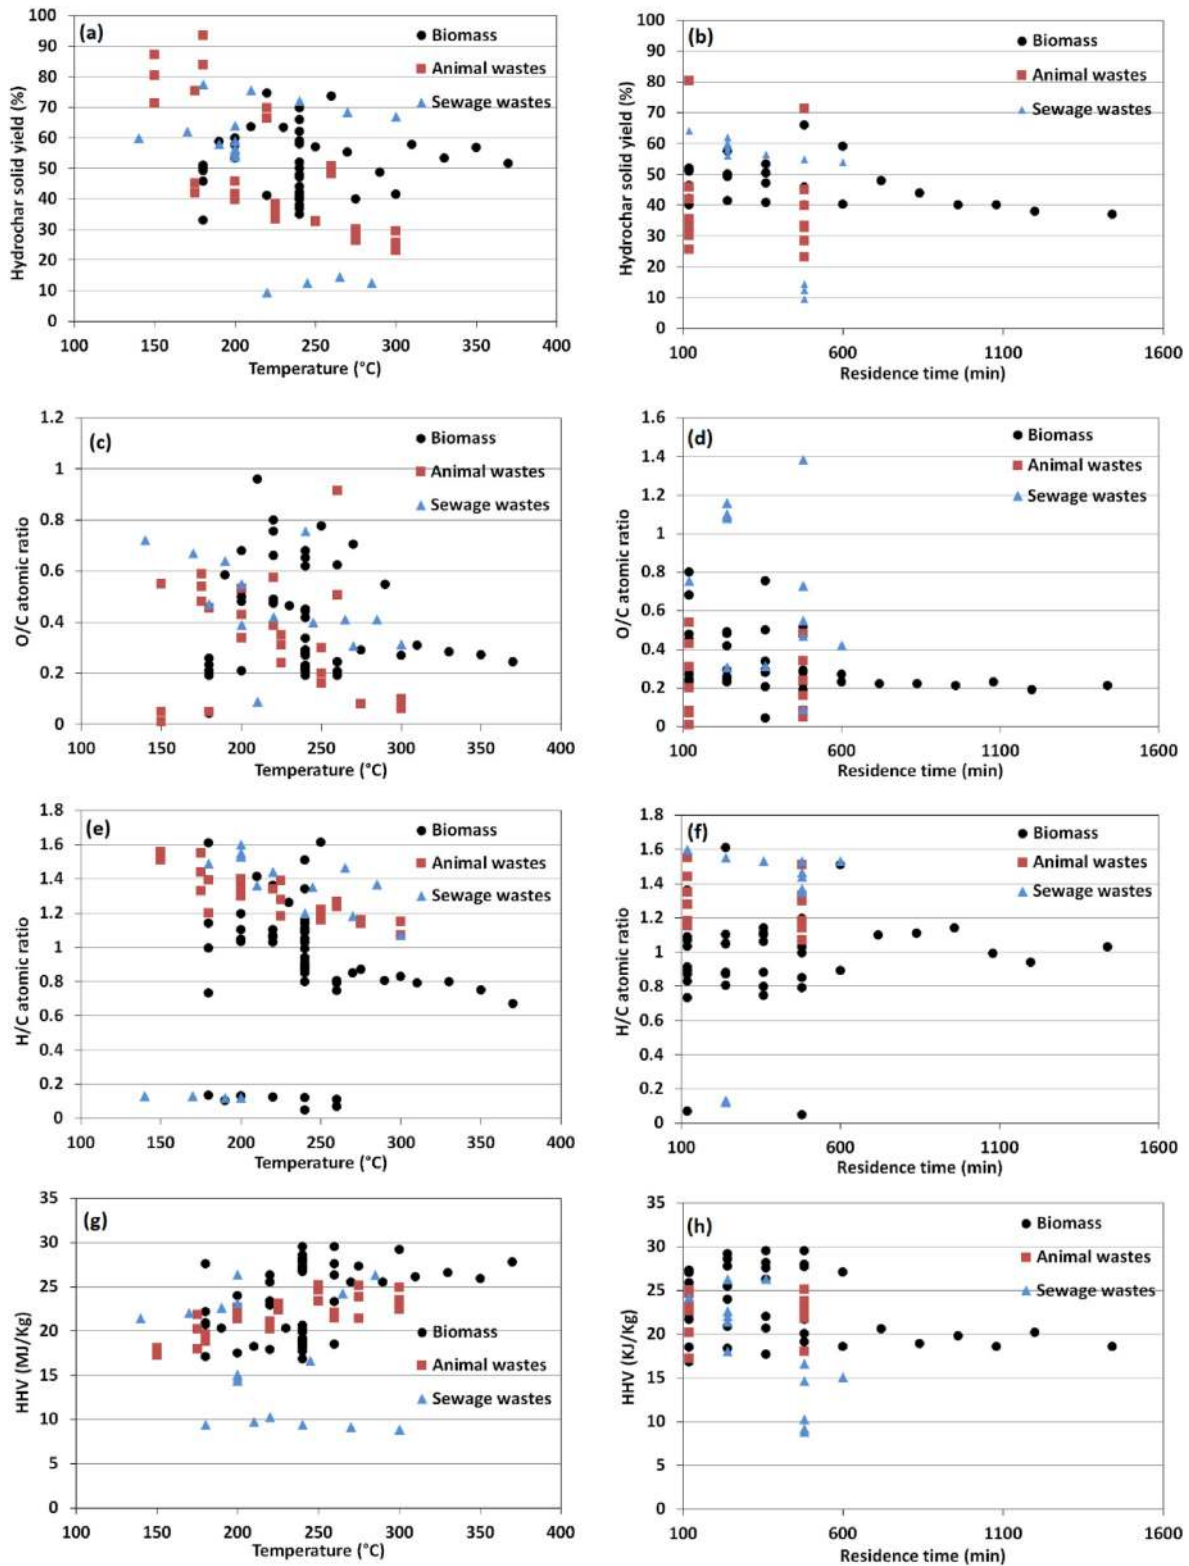 (a)
Biomass
Animal wastes
Sewage wastes
Hydrochar solid yield (%)
100
90
80
70
60
50
40
30
20
10
0
100 150 200 250 300 350 400
Temperature (°C)
(b)
Biomass
Animal wastes
Sewage wastes
Hydrochar solid yield (%)
100
90
80
70
60
50
40
30
20
10
0
100 600 1100 1600
Residence time (min)
(c)
Biomass
Animal wastes
Sewage wastes
O/C atomic ratio
1.2
1
0.8
0.6
0.4
0.2
0
100 150 200 250 300 350 400
Temperature (°C)
(d)
Biomass
Animal wastes
Sewage wastes
O/C atomic ratio
1.6
1.4
1.2
1
0.8
0.6
0.4
0.2
0
100 600 1100 1600
Residence time (min)
(e)
Biomass
Animal wastes
Sewage wastes
H/C atomic ratio
1.8
1.6
1.4
1.2
1
0.8
0.6
0.4
0.2
0
100 150 200 250 300 350 400
Temperature (°C)
(f)
Biomass
Animal wastes
Sewage wastes
H/C atomic ratio
1.8
1.6
1.4
1.2
1
0.8
0.6
0.4
0.2
0
100 600 1100 1600
Residence time (min)
(g)
Biomass
Animal wastes
Sewage wastes
HHV (MJ/Kg)
35
30
25
20
15
10
5
0
100 150 200 250 300 350 400
Temperature (°C)
(h)
Biomass
Animal wastes
Sewage wastes
HHV (KJ/Kg)
35
30
25
20
15
10
5
0
100 600 1100 1600
Residence time (min)